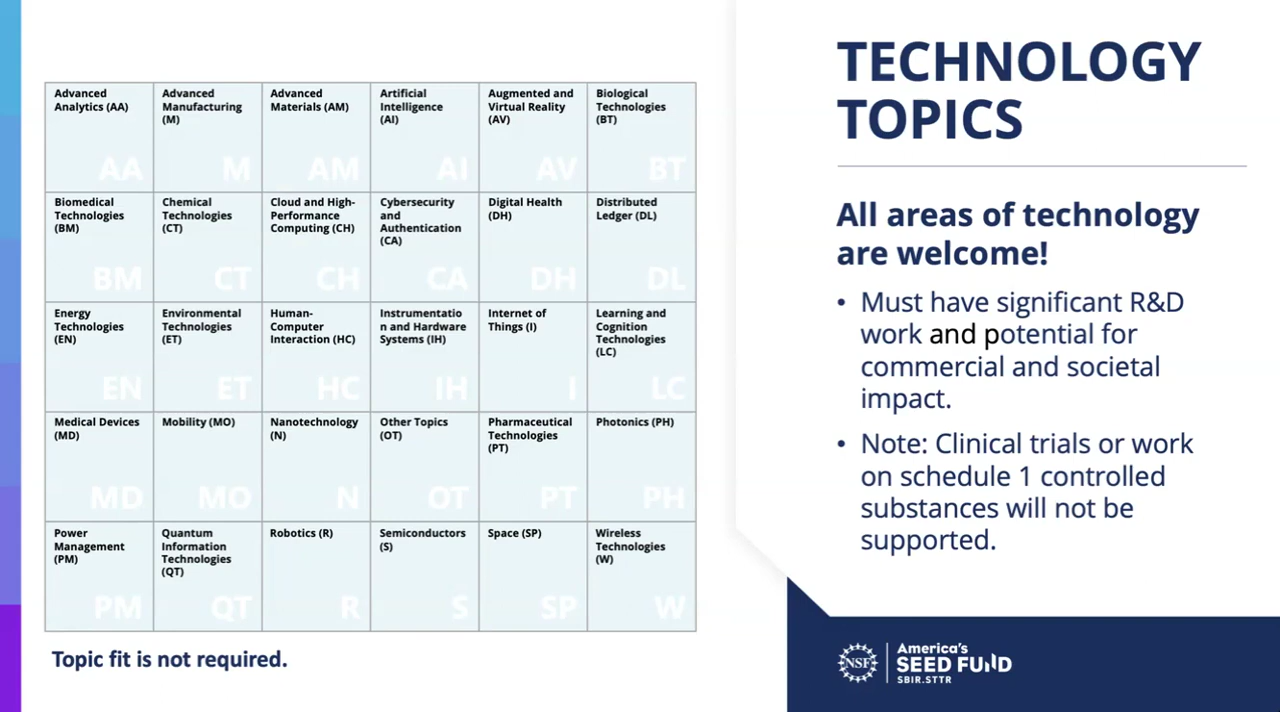 Advanced
Analytics (AA)
AA
Advanced
Manufacturing
(M)
M
Advanced
Materials (AM)
AM
Artificial
Intelligence
(AI)
AI
Augmented and
Virtual Reality
(AV)
AV
Biological
Technologies
(BT)
BT
Biomedical
Technologies
(BM)
BM
Chemical
Technologies
(CT)
CT
Cloud and High-
Performance
Computing (CH)
CH
Cybersecurity
and
Authentication
(CA)
CA
Digital Health
(DH)
DH
Distributed
Ledger (DL)
DL
Energy
Technologies
(EN)
EN
Environmental
Technologies
(ET)
ET
Human-
Computer
Interaction (HC)
HC
Instrumentatio
n and Hardware
Systems (IH)
IH
Internet of
Things (I)
I
Learning and
Cognition
Technologies
(LC)
LC
Medical Devices
(MD)
MD
Mobility (MO)
MO
Nanotechnology
(N)
N
Other Topics
(OT)
OT
Pharmaceutical
Technologies
(PT)
PT
Photonics (PH)
PH
Power
Management
(PM)
PM
Quantum
Information
Technologies
(QT)
QT
Robotics (R)
R
Semiconductors
(S)
S
Space (SP)
SP
Wireless
Technologies
(W)
W
Topic fit is not required.
TECHNOLOGY
TOPICS
All areas of technology
are welcome!
• Must have significant R&D
work and potential for
commercial and societal
impact.
• Note: Clinical trials or work
on schedule 1 controlled
substances will not be
supported.
NSF
America's
SEED FUND
SBIR.STTR